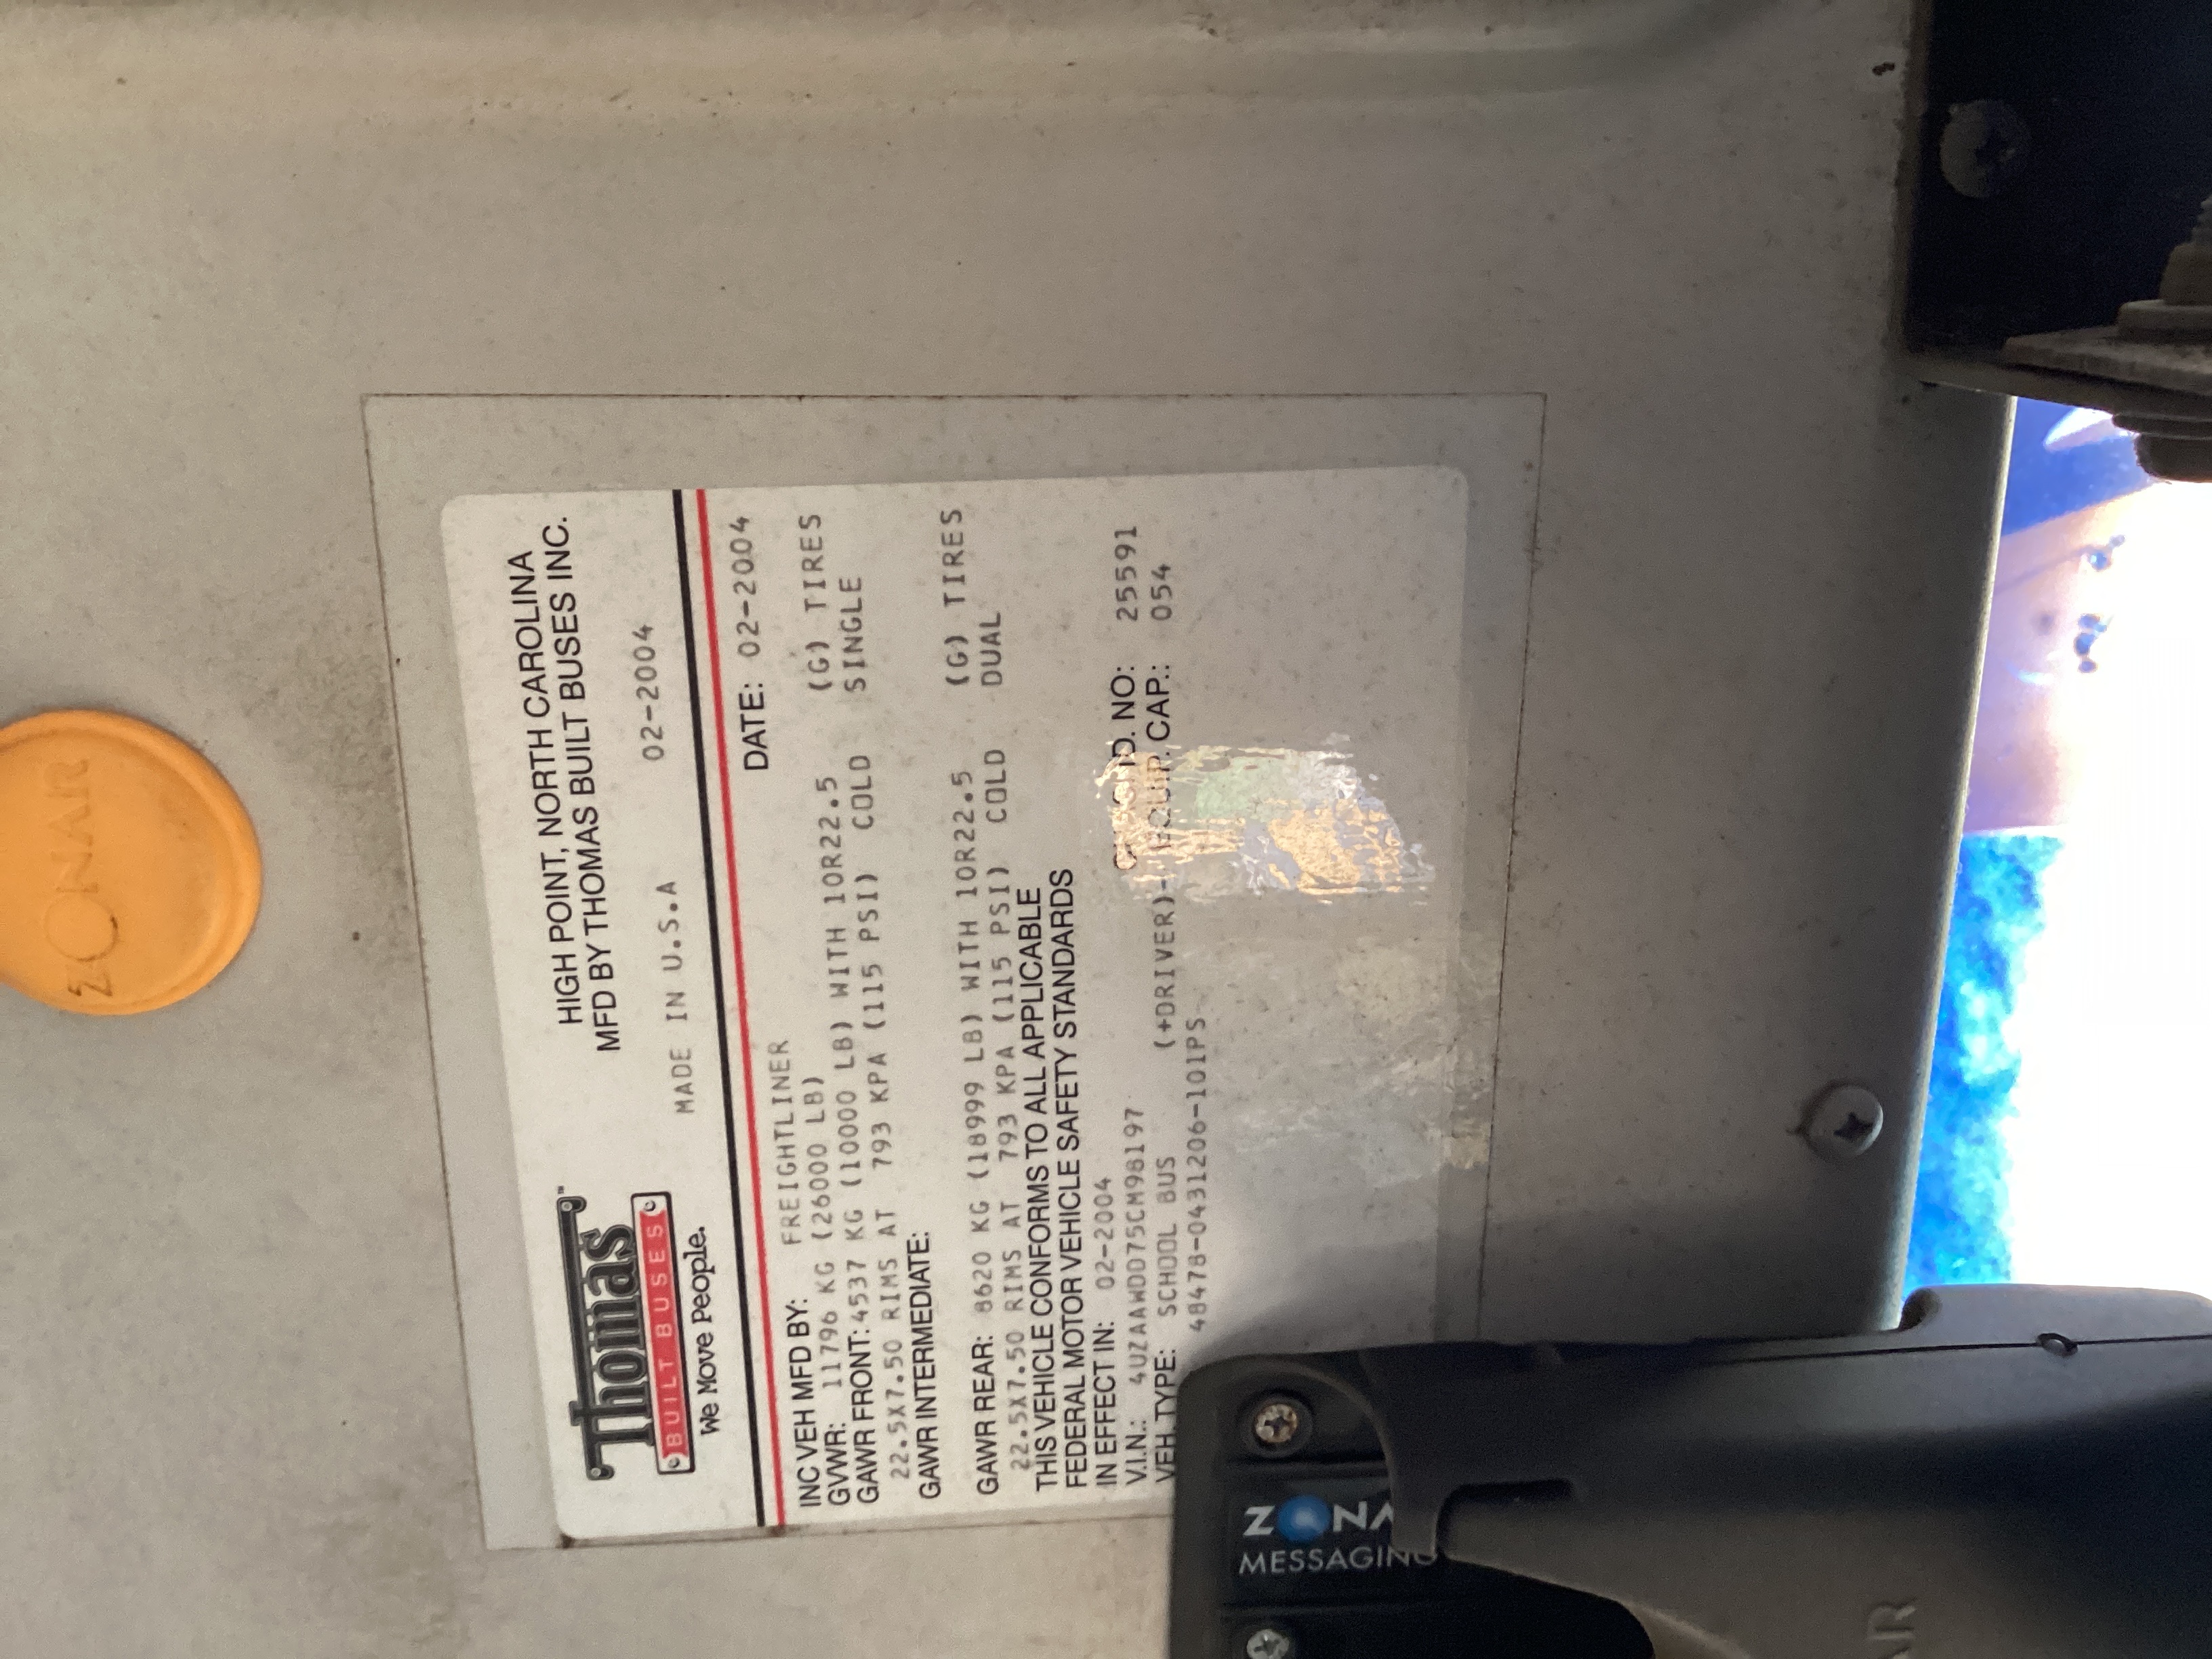 ZONAR
Thomas
BUILT BUSES
We Move People.
HIGH POINT, NORTH CAROLINA
MFD BY THOMAS BUILT BUSES INC.
MADE IN U.S.A 02-2004
DATE: 02-2004
INC VEH MFD BY: FREIGHTLINER
GVWR: 11796 KG (26000 LB)
GAWR FRONT: 4537 KG (10000 LB) WITH 10R22.5 (G) TIRES
22.5X7.50 RIMS AT 793 KPA (115 PSI) COLD SINGLE
GAWR INTERMEDIATE:
GAWR REAR: 8620 KG (18999 LB) WITH 10R22.5 (G) TIRES
22.5X7.50 RIMS AT 793 KPA (115 PSI) COLD DUAL
THIS VEHICLE CONFORMS TO ALL APPLICABLE
FEDERAL MOTOR VEHICLE SAFETY STANDARDS
IN EFFECT IN: 02-2004
V.I.N.: 4UZAAWDD75CM98197 I.D. NO: 25591
VEH. TYPE: SCHOOL BUS (+DRIVER)- EQUIP. CAP.: 054
48478-0431206-101PS
ZONA
MESSAGING
AR